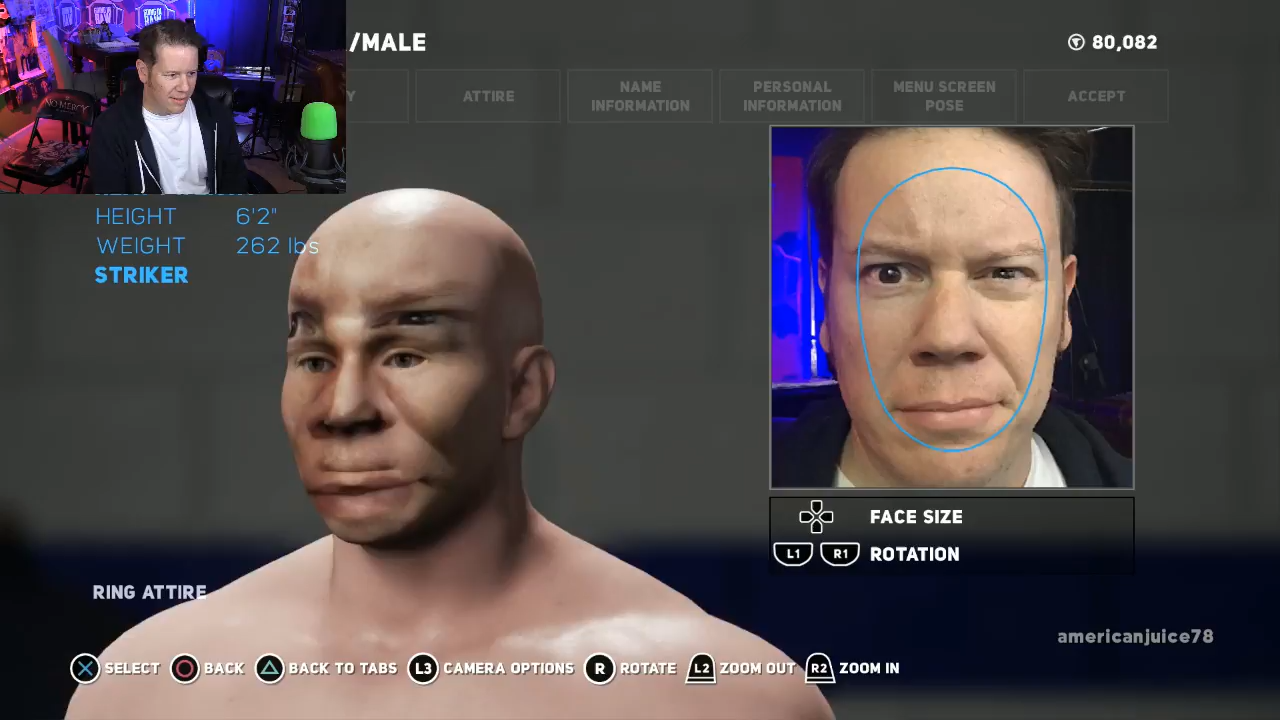 /MALE
80,082
Y
ATTIRE
NAME
INFORMATION
PERSONAL
INFORMATION
MENU SCREEN
POSE
ACCEPT
NO MERCY
HEIGHT 6'2"
WEIGHT 262 lbs
STRIKER
FACE SIZE
L1 R1 ROTATION
RING ATTIRE
americanjuice78
SELECT
BACK
BACK TO TABS
L3 CAMERA OPTIONS
R ROTATE
L2 ZOOM OUT
R2 ZOOM IN